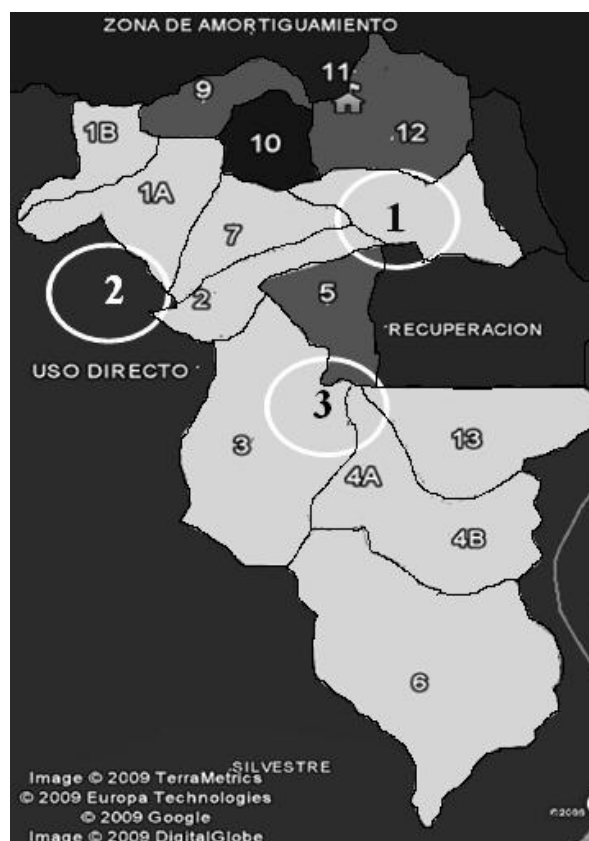 ZONA DE AMORTIGUAMIENTO
9
11
1B
10
12
1A
1
7
2
2
5
RECUPERACION
USO DIRECTO
3
3
13
4A
4B
6
SILVESTRE
Image © 2009 TerraMetrics
© 2009 Europa Technologies
© 2009 Google
Image © 2009 DigitalGlobe